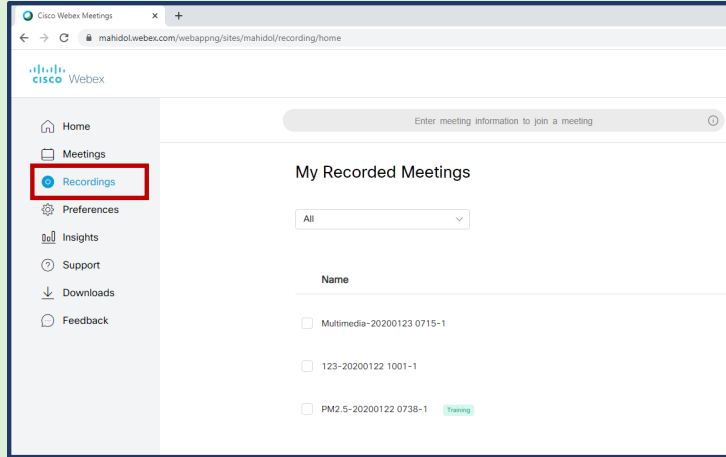 Cisco Webex Meetings
mahidol.webex.com/webappng/sites/mahidol/recording/home
CISCO Webex
Enter meeting information to join a meeting
Home
Meetings
Recordings
Preferences
Insights
Support
Downloads
Feedback
My Recorded Meetings
All
Name
Multimedia-20200123 0715-1
123-20200122 1001-1
PM2.5-20200122 0738-1 Training